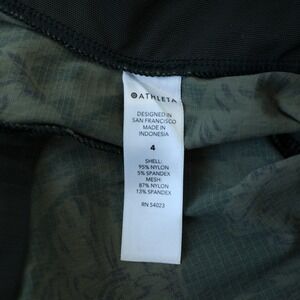 ATHLETA
DESIGNED IN
SAN FRANCISCO
MADE IN
INDONESIA
4
SHELL:
95% NYLON
5% SPANDEX
MESH:
87% NYLON
13% SPANDEX
RN 54023